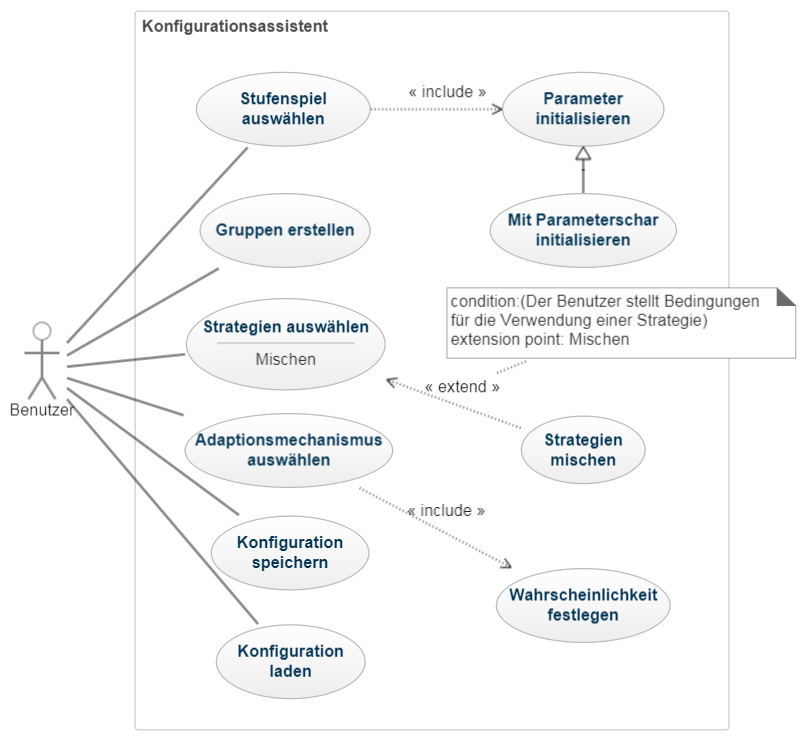 Konfigurationsassistent
Stufenspiel
auswählen
« include »
Parameter
initialisieren
Gruppen erstellen
Mit Parameterschar
initialisieren
condition:(Der Benutzer stellt Bedingungen
für die Verwendung einer Strategie)
extension point: Mischen
Strategien auswählen
Mischen
« extend »
Benutzer
Adaptionsmechanismus
auswählen
Strategien
mischen
« include »
Konfiguration
speichern
Wahrscheinlichkeit
festlegen
Konfiguration
laden